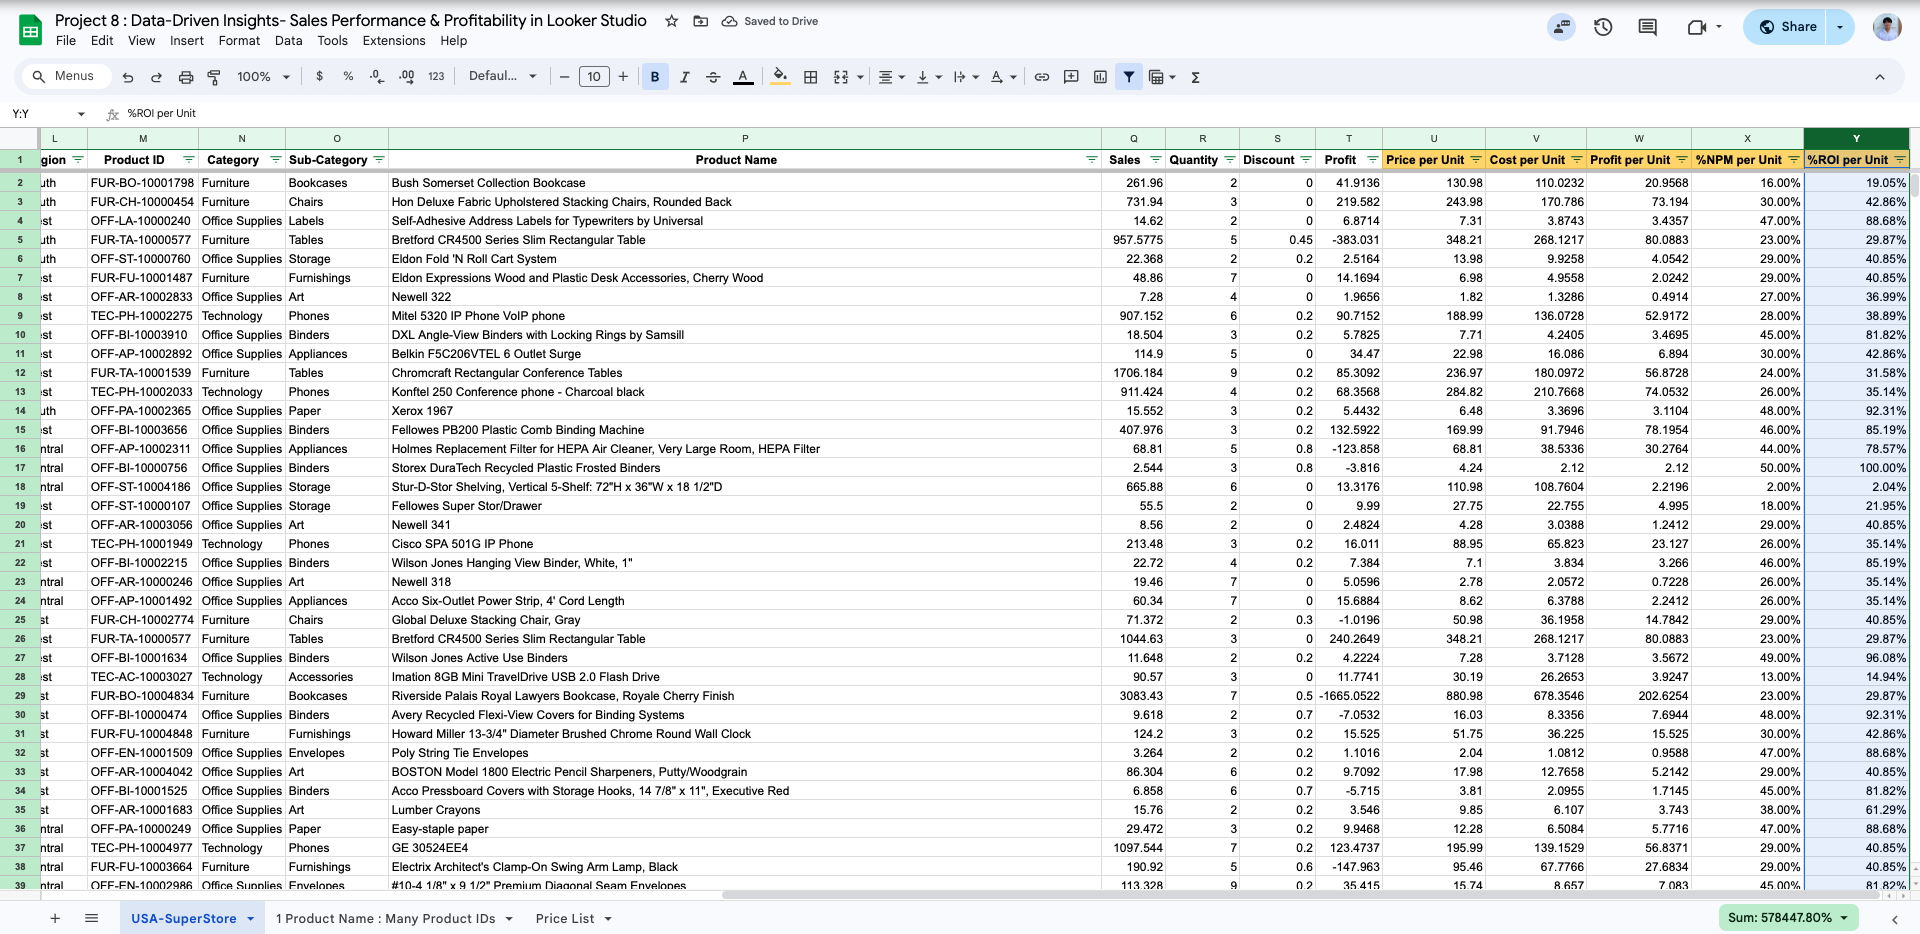 Project 8 : Data-Driven Insights- Sales Performance & Profitability in Looker Studio Saved to Drive
File Edit View Insert Format Data Tools Extensions Help
Share
Menus 100% $ % .0 .00 123 Defaul... 10 B I A A Σ
Y:Y fx %ROI per Unit
L M N O P Q R S T U V W X Y
1 gion Product ID Category Sub-Category Product Name Sales Quantity Discount Profit Price per Unit Cost per Unit Profit per Unit %NPM per Unit %ROI per Unit
2 uth FUR-BO-10001798 Furniture Bookcases Bush Somerset Collection Bookcase 261.96 2 0 41.9136 130.98 110.0232 20.9568 16.00% 19.05%
3 uth FUR-CH-10000454 Furniture Chairs Hon Deluxe Fabric Upholstered Stacking Chairs, Rounded Back 731.94 3 0 219.582 243.98 170.786 73.194 30.00% 42.86%
4 st OFF-LA-10000240 Office Supplies Labels Self-Adhesive Address Labels for Typewriters by Universal 14.62 2 0 6.8714 7.31 3.8743 3.4357 47.00% 88.68%
5 uth FUR-TA-10000577 Furniture Tables Bretford CR4500 Series Slim Rectangular Table 957.5775 5 0.45 -383.031 348.21 268.1217 80.0883 23.00% 29.87%
6 uth OFF-ST-10000760 Office Supplies Storage Eldon Fold 'N Roll Cart System 22.368 2 0.2 2.5164 13.98 9.9258 4.0542 29.00% 40.85%
7 st FUR-FU-10001487 Furniture Furnishings Eldon Expressions Wood and Plastic Desk Accessories, Cherry Wood 48.86 7 0 14.1694 6.98 4.9558 2.0242 29.00% 40.85%
8 st OFF-AR-10002833 Office Supplies Art Newell 322 7.28 4 0 1.9656 1.82 1.3286 0.4914 27.00% 36.99%
9 st TEC-PH-10002275 Technology Phones Mitel 5320 IP Phone VoIP phone 907.152 6 0.2 90.7152 188.99 136.0728 52.9172 28.00% 38.89%
10 st OFF-BI-10003910 Office Supplies Binders DXL Angle-View Binders with Locking Rings by Samsill 18.504 3 0.2 5.7825 7.71 4.2405 3.4695 45.00% 81.82%
11 st OFF-AP-10002892 Office Supplies Appliances Belkin F5C206VTEL 6 Outlet Surge 114.9 5 0 34.47 22.98 16.086 6.894 30.00% 42.86%
12 st FUR-TA-10001539 Furniture Tables Chromcraft Rectangular Conference Tables 1706.184 9 0.2 85.3092 236.97 180.0972 56.8728 24.00% 31.58%
13 st TEC-PH-10002033 Technology Phones Konftel 250 Conference phone - Charcoal black 911.424 4 0.2 68.3568 284.82 210.7668 74.0532 26.00% 35.14%
14 uth OFF-PA-10002365 Office Supplies Paper Xerox 1967 15.552 3 0.2 5.4432 6.48 3.3696 3.1104 48.00% 92.31%
15 st OFF-BI-10003656 Office Supplies Binders Fellowes PB200 Plastic Comb Binding Machine 407.976 3 0.2 132.5922 169.99 91.7946 78.1954 46.00% 85.19%
16 ntral OFF-AP-10002311 Office Supplies Appliances Holmes Replacement Filter for HEPA Air Cleaner, Very Large Room, HEPA Filter 68.81 5 0.8 -123.858 68.81 38.5336 30.2764 44.00% 78.57%
17 ntral OFF-BI-10000756 Office Supplies Binders Storex DuraTech Recycled Plastic Frosted Binders 2.544 3 0.8 -3.816 4.24 2.12 2.12 50.00% 100.00%
18 ntral OFF-ST-10004186 Office Supplies Storage Stur-D-Stor Shelving, Vertical 5-Shelf: 72"H x 36"W x 18 1/2"D 665.88 6 0 13.3176 110.98 108.7604 2.2196 2.00% 2.04%
19 st OFF-ST-10000107 Office Supplies Storage Fellowes Super Stor/Drawer 55.5 2 0 9.99 27.75 22.755 4.995 18.00% 21.95%
20 st OFF-AR-10003056 Office Supplies Art Newell 341 8.56 2 0 2.4824 4.28 3.0388 1.2412 29.00% 40.85%
21 st TEC-PH-10001949 Technology Phones Cisco SPA 501G IP Phone 213.48 3 0.2 16.011 88.95 65.823 23.127 26.00% 35.14%
22 st OFF-BI-10002215 Office Supplies Binders Wilson Jones Hanging View Binder, White, 1" 22.72 4 0.2 7.384 7.1 3.834 3.266 46.00% 85.19%
23 ntral OFF-AR-10000246 Office Supplies Art Newell 318 19.46 7 0 5.0596 2.78 2.0572 0.7228 26.00% 35.14%
24 ntral OFF-AP-10001492 Office Supplies Appliances Acco Six-Outlet Power Strip, 4' Cord Length 60.34 7 0 15.6884 8.62 6.3788 2.2412 26.00% 35.14%
25 st FUR-CH-10002774 Furniture Chairs Global Deluxe Stacking Chair, Gray 71.372 2 0.3 -1.0196 50.98 36.1958 14.7842 29.00% 40.85%
26 st FUR-TA-10000577 Furniture Tables Bretford CR4500 Series Slim Rectangular Table 1044.63 3 0 240.2649 348.21 268.1217 80.0883 23.00% 29.87%
27 st OFF-BI-10001634 Office Supplies Binders Wilson Jones Active Use Binders 11.648 2 0.2 4.2224 7.28 3.7128 3.5672 49.00% 96.08%
28 st TEC-AC-10003027 Technology Accessories Imation 8GB Mini TravelDrive USB 2.0 Flash Drive 90.57 3 0 11.7741 30.19 26.2653 3.9247 13.00% 14.94%
29 st FUR-BO-10004834 Furniture Bookcases Riverside Palais Royal Lawyers Bookcase, Royale Cherry Finish 3083.43 7 0.5 -1665.0522 880.98 678.3546 202.6254 23.00% 29.87%
30 st OFF-BI-10000474 Office Supplies Binders Avery Recycled Flexi-View Covers for Binding Systems 9.618 2 0.7 -7.0532 16.03 8.3356 7.6944 48.00% 92.31%
31 st FUR-FU-10004848 Furniture Furnishings Howard Miller 13-3/4" Diameter Brushed Chrome Round Wall Clock 124.2 3 0.2 15.525 51.75 36.225 15.525 30.00% 42.86%
32 st OFF-EN-10001509 Office Supplies Envelopes Poly String Tie Envelopes 3.264 2 0.2 1.1016 2.04 1.0812 0.9588 47.00% 88.68%
33 st OFF-AR-10004042 Office Supplies Art BOSTON Model 1800 Electric Pencil Sharpeners, Putty/Woodgrain 86.304 6 0.2 9.7092 17.98 12.7658 5.2142 29.00% 40.85%
34 st OFF-BI-10001525 Office Supplies Binders Acco Pressboard Covers with Storage Hooks, 14 7/8" x 11", Executive Red 6.858 6 0.7 -5.715 3.81 2.0955 1.7145 45.00% 81.82%
35 st OFF-AR-10001683 Office Supplies Art Lumber Crayons 15.76 2 0.2 3.546 9.85 6.107 3.743 38.00% 61.29%
36 ntral OFF-PA-10000249 Office Supplies Paper Easy-staple paper 29.472 3 0.2 9.9468 12.28 6.5084 5.7716 47.00% 88.68%
37 ntral TEC-PH-10004977 Technology Phones GE 30524EE4 1097.544 7 0.2 123.4737 195.99 139.1529 56.8371 29.00% 40.85%
38 ntral FUR-FU-10003664 Furniture Furnishings Electrix Architect's Clamp-On Swing Arm Lamp, Black 190.92 5 0.6 -147.963 95.46 67.7766 27.6834 29.00% 40.85%
39 ntral OFF-EN-10002986 Office Supplies Envelopes #10-4 1/8" x 9 1/2" Premium Diagonal Seam Envelopes 113.328 9 0.2 35.415 15.74 8.657 7.083 45.00% 81.82%
USA-SuperStore 1 Product Name : Many Product IDs Price List Sum: 578447.80%